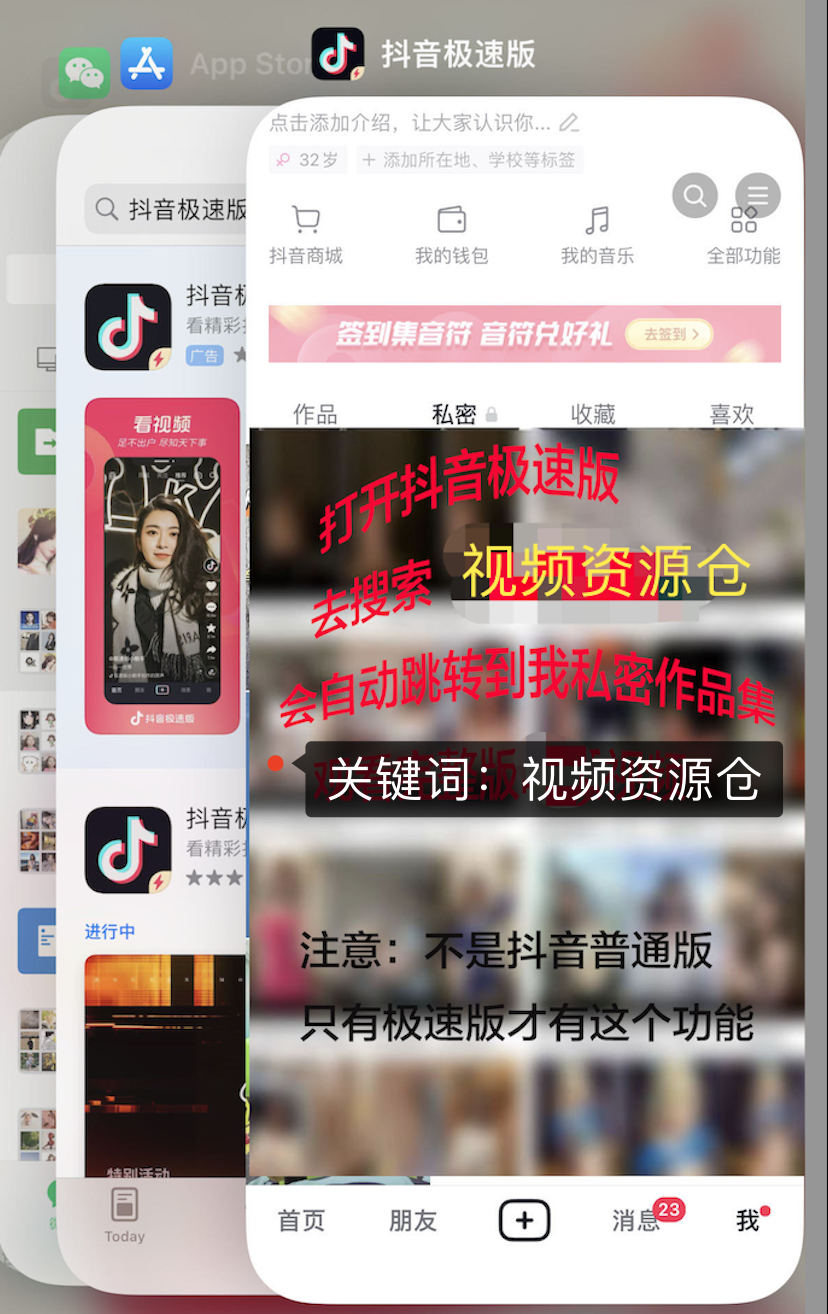 App Stor
抖音极速版
点击添加介绍，让大家认识你...
32岁
+ 添加所在地、学校等标签
抖音商城
我的钱包
我的音乐
全部功能
签到集音符 音符兑好礼
去签到 >
作品
私密
收藏
喜欢
抖音极速版
抖音极
看精彩
广告
看视频
足不出户 尽知天下事
抖音极速版
抖音极
看精彩
进行中
特别活动
Today
打开抖音极速版
去搜索
视频资源仓
会自动跳转到我私密作品集
关键词：视频资源仓
注意：不是抖音普通版
只有极速版才有这个功能
首页
朋友
消息
23
我